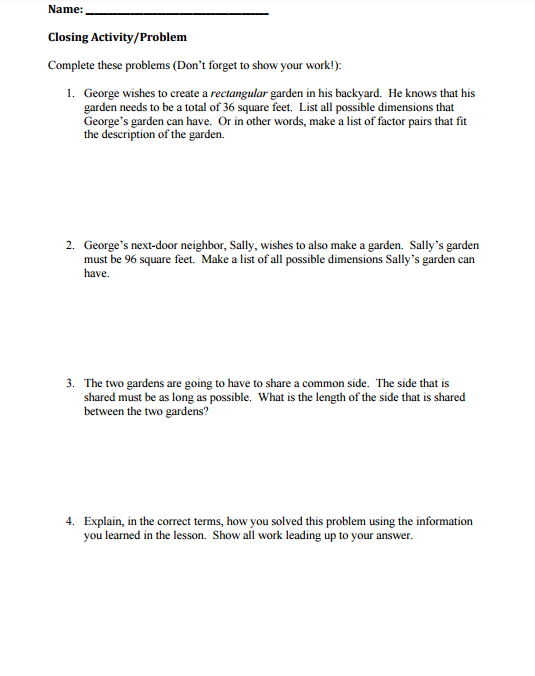 Name: ____________________
Closing Activity/Problem
Complete these problems (Don’t forget to show your work!):
1. George wishes to create a rectangular garden in his backyard. He knows that his
garden needs to be a total of 36 square feet. List all possible dimensions that
George’s garden can have. Or in other words, make a list of factor pairs that fit
the description of the garden.
2. George’s next-door neighbor, Sally, wishes to also make a garden. Sally’s garden
must be 96 square feet. Make a list of all possible dimensions Sally’s garden can
have.
3. The two gardens are going to have to share a common side. The side that is
shared must be as long as possible. What is the length of the side that is shared
between the two gardens?
4. Explain, in the correct terms, how you solved this problem using the information
you learned in the lesson. Show all work leading up to your answer.